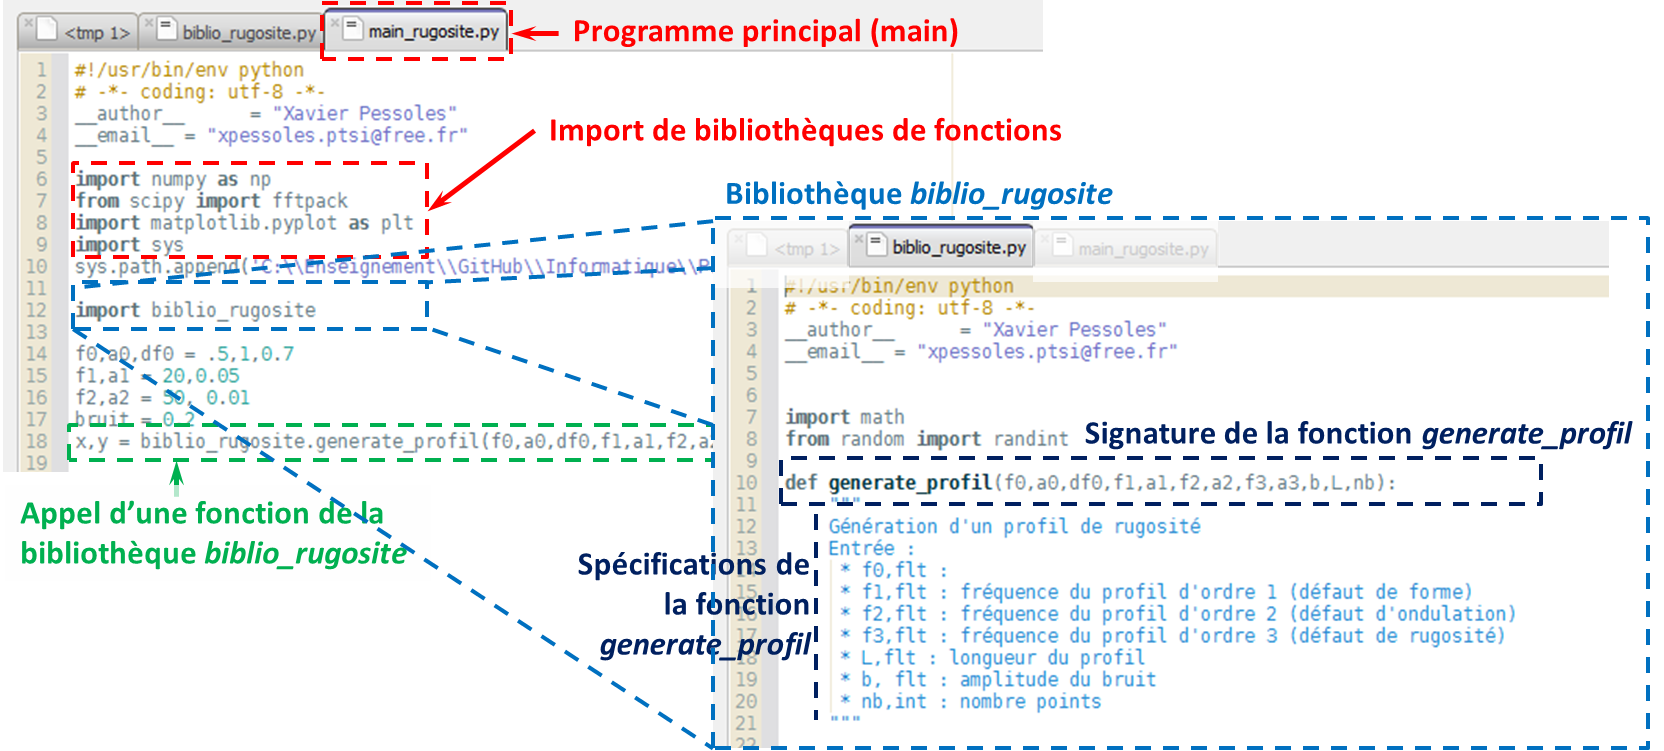 <tmp 1>
biblio_rugosite.py
main_rugosite.py
Programme principal (main)
1 #!/usr/bin/env python
2 # -*- coding: utf-8 -*-
3 __author__ = "Xavier Pessoles"
4 __email__ = "xpessoles.ptsi@free.fr"
5
Import de bibliothèques de fonctions
6 import numpy as np
7 from scipy import fftpack
8 import matplotlib.pyplot as plt
9 import sys
10 sys.path.append('C:\\Enseignement\\GitHub\\Informatique\\P
11
12 import biblio_rugosite
13
14 f0,a0,df0 = .5,1,0.7
15 f1,a1 = 20,0.05
16 f2,a2 = 50, 0.01
17 bruit = 0.2
18 x,y = biblio_rugosite.generate_profil(f0,a0,df0,f1,a1,f2,a
19
Appel d’une fonction de la
bibliothèque biblio_rugosite
Bibliothèque biblio_rugosite
<tmp 1>
biblio_rugosite.py
main_rugosite.py
1 #!/usr/bin/env python
2 # -*- coding: utf-8 -*-
3 __author__ = "Xavier Pessoles"
4 __email__ = "xpessoles.ptsi@free.fr"
5
6
7 import math
8 from random import randint
Signature de la fonction generate_profil
9
10 def generate_profil(f0,a0,df0,f1,a1,f2,a2,f3,a3,b,L,nb):
11 """
12 Génération d'un profil de rugosité
13 Entrée :
14 * f0,flt :
15 * f1,flt : fréquence du profil d'ordre 1 (défaut de forme)
16 * f2,flt : fréquence du profil d'ordre 2 (défaut d'ondulation)
17 * f3,flt : fréquence du profil d'ordre 3 (défaut de rugosité)
18 * L,flt : longueur du profil
19 * b, flt : amplitude du bruit
20 * nb,int : nombre points
21 """
22
Spécifications de
la fonction
generate_profil